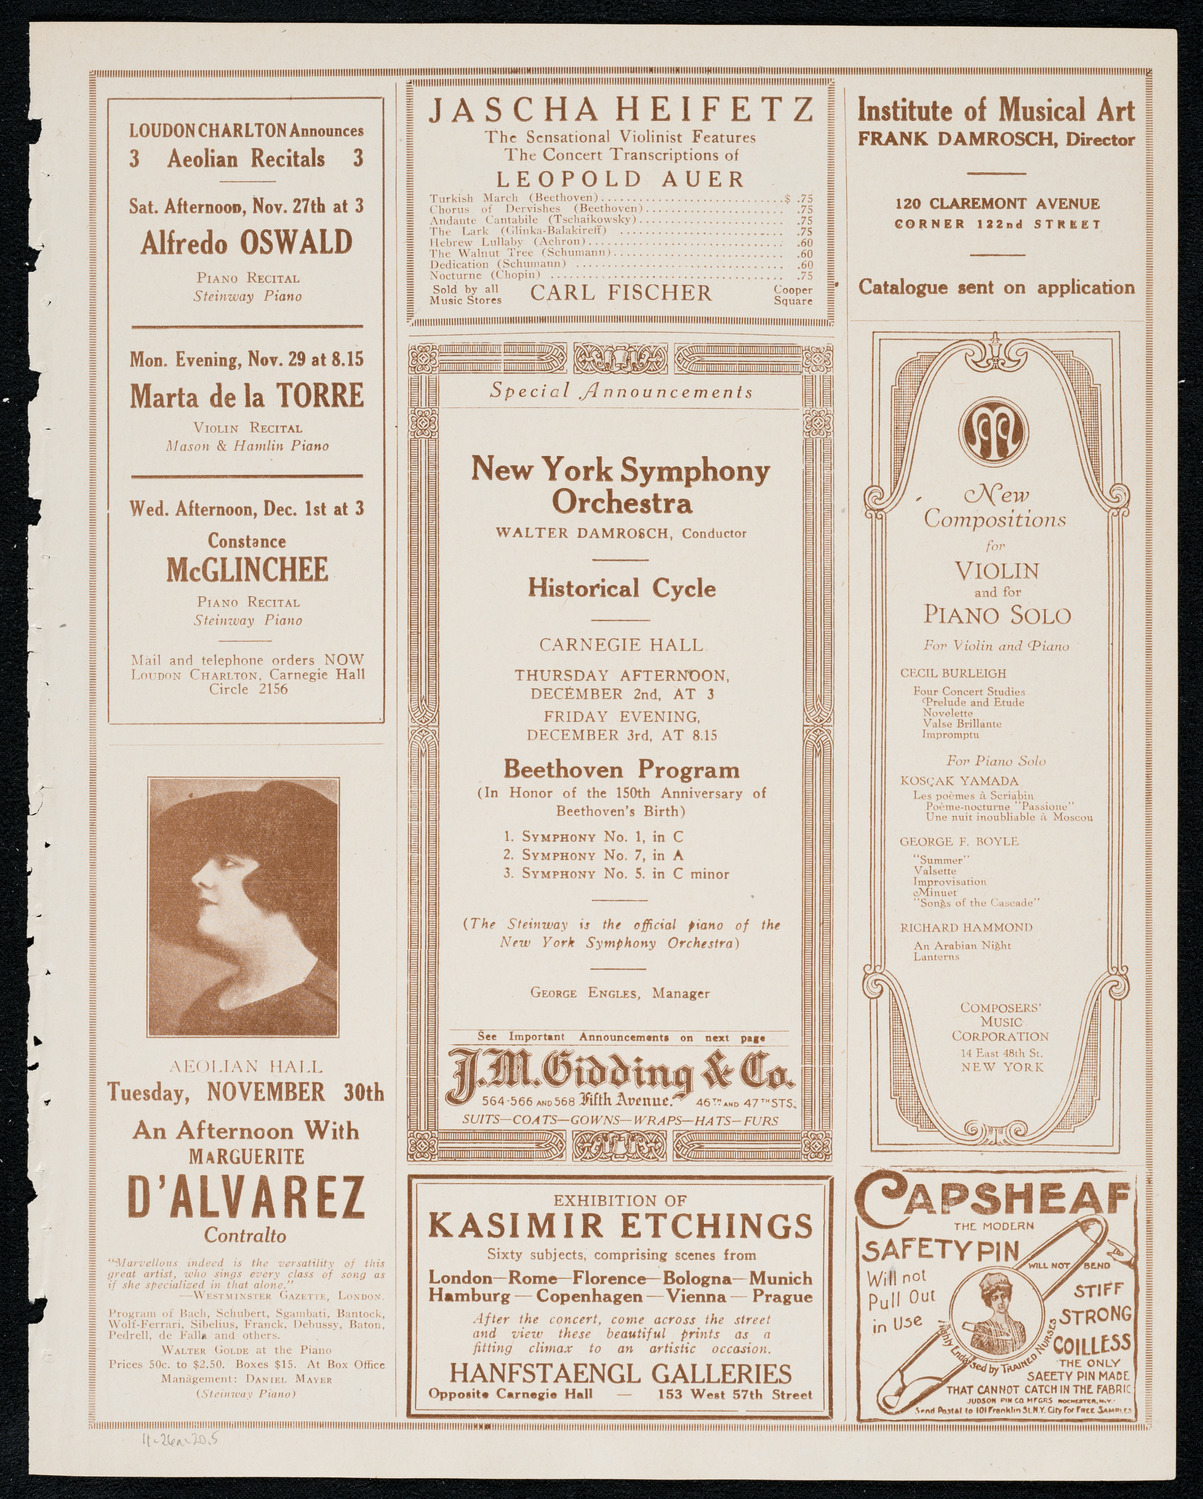 LOUDON CHARLTON Announces
3 Aeolian Recitals 3
Sat. Afternoon, Nov. 27th at 3
Alfredo OSWALD
PIANO RECITAL
Steinway Piano
Mon. Evening, Nov. 29 at 8.15
Marta de la TORRE
VIOLIN RECITAL
Mason & Hamlin Piano
Wed. Afternoon, Dec. 1st at 3
Constance
McGLINCHEE
PIANO RECITAL
Steinway Piano
Mail and telephone orders NOW
LOUDON CHARLTON, Carnegie Hall
Circle 2156
AEOLIAN HALL
Tuesday, NOVEMBER 30th
An Afternoon With
MARGUERITE
D'ALVAREZ
Contralto
"Marvellous indeed is the versatility of this
great artist, who sings every class of song as
if she specialized in that alone."
—WESTMINSTER GAZETTE, LONDON.
Program of Bach, Schubert, Sgambati, Bantock,
Wolf-Ferrari, Sibelius, Franck, Debussy, Baton,
Pedrell, de Falla and others.
WALTER GOLDE at the Piano
Prices 50c. to $2.50. Boxes $15. At Box Office
Management: DANIEL MAYER
(Steinway Piano)
JASCHA HEIFETZ
The Sensational Violinist Features
The Concert Transcriptions of
LEOPOLD AUER
Turkish March (Beethoven) $ .75
Chorus of Dervishes (Beethoven) .75
Andante Cantabile (Tschaikowsky) .75
The Lark (Glinka-Balakireff) .75
Hebrew Lullaby (Achron) .60
The Walnut Tree (Schumann) .60
Dedication (Schumann) .60
Nocturne (Chopin) .75
Sold by all Music Stores CARL FISCHER Cooper Square
Special Announcements
New York Symphony
Orchestra
WALTER DAMROSCH, Conductor
Historical Cycle
CARNEGIE HALL
THURSDAY AFTERNOON,
DECEMBER 2nd, AT 3
FRIDAY EVENING,
DECEMBER 3rd, AT 8.15
Beethoven Program
(In Honor of the 150th Anniversary of
Beethoven's Birth)
1. SYMPHONY No. 1, in C
2. SYMPHONY No. 7, in A
3. SYMPHONY No. 5. in C minor
(The Steinway is the official piano of the
New York Symphony Orchestra)
GEORGE ENGLES, Manager
See Important Announcements on next page
J.M. Gidding & Co.
564-566 AND 568 Fifth Avenue. 46TH AND 47TH STS.
SUITS—COATS—GOWNS—WRAPS—HATS—FURS
EXHIBITION OF
KASIMIR ETCHINGS
Sixty subjects, comprising scenes from
London—Rome—Florence—Bologna—Munich
Hamburg—Copenhagen—Vienna—Prague
After the concert, come across the street
and view these beautiful prints as a
fitting climax to an artistic occasion.
HANFSTAENGL GALLERIES
Opposite Carnegie Hall — 153 West 57th Street
Institute of Musical Art
FRANK DAMROSCH, Director
120 CLAREMONT AVENUE
CORNER 122nd STREET
Catalogue sent on application
New
Compositions
for
VIOLIN
and for
PIANO SOLO
For Violin and Piano
CECIL BURLEIGH
Four Concert Studies
Prelude and Etude
Novelette
Valse Brillante
Impromptu
For Piano Solo
KOSÇAK YAMADA
Les poèmes à Scriabin
Poème-nocturne "Passione"
Une nuit inoubliable à Moscou
GEORGE F. BOYLE
"Summer"
Valsette
Improvisation
Minuet
"Songs of the Cascade"
RICHARD HAMMOND
An Arabian Night
Lanterns
COMPOSERS'
MUSIC
CORPORATION
14 East 48th St.
NEW YORK
CAPSHEAF
THE MODERN
SAFETY PIN
WILL NOT BEND
Will not
Pull Out
in Use
STIFF
STRONG
COILLESS
Highly Endorsed by TRAINED NURSES
THE ONLY
SAFETY PIN MADE
THAT CANNOT CATCH IN THE FABRIC
JUDSON PIN CO. MFGRS ROCHESTER, N.Y.
Send Postal to 101 Franklin St. N.Y. City For FREE SAMPLES